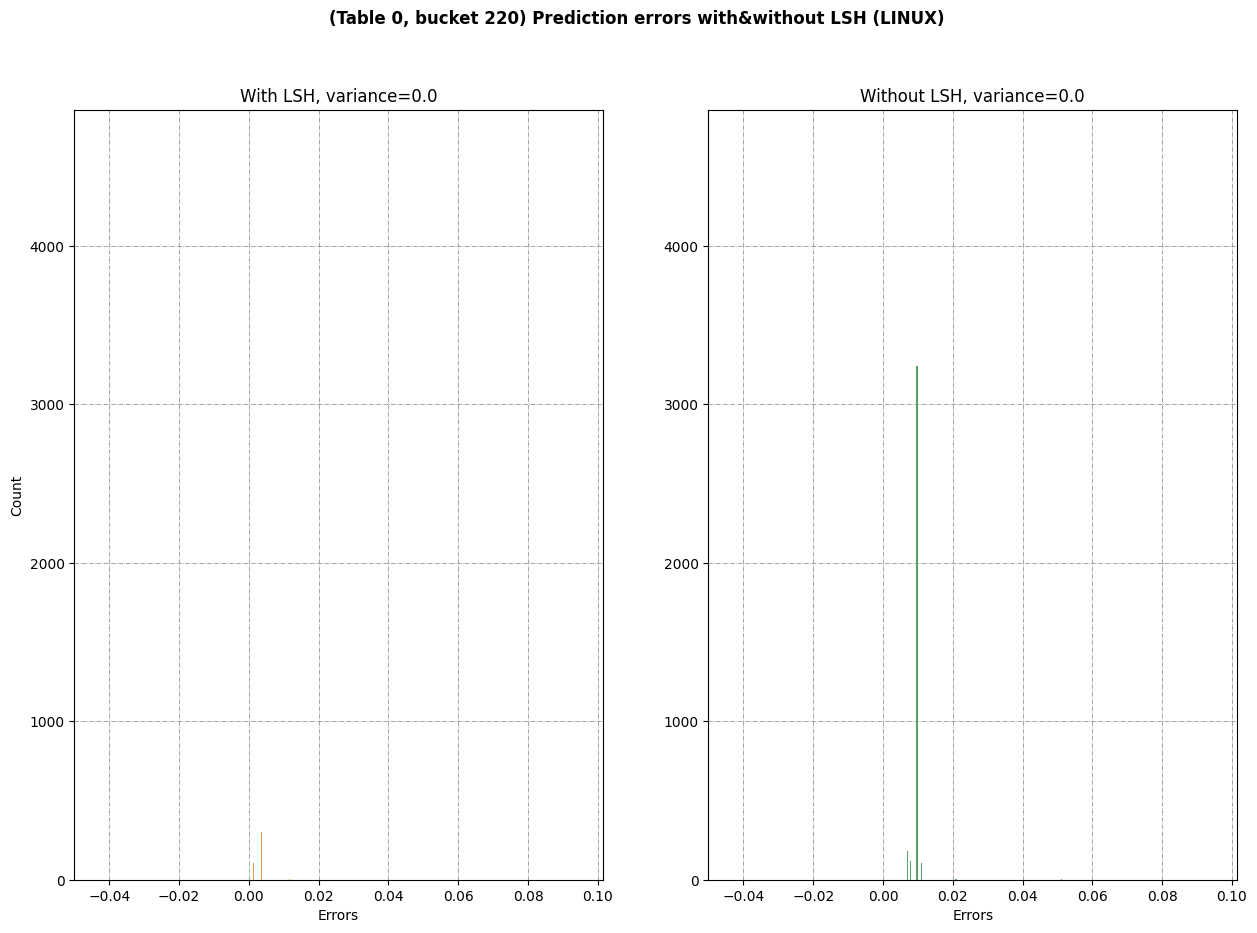 (Table 0, bucket 220) Prediction errors with&without LSH (LINUX)
With LSH, variance=0.0
4000
3000
2000
1000
0
Count
−0.04 −0.02 0.00 0.02 0.04 0.06 0.08 0.10
Errors
Without LSH, variance=0.0
4000
3000
2000
1000
0
−0.04 −0.02 0.00 0.02 0.04 0.06 0.08 0.10
Errors